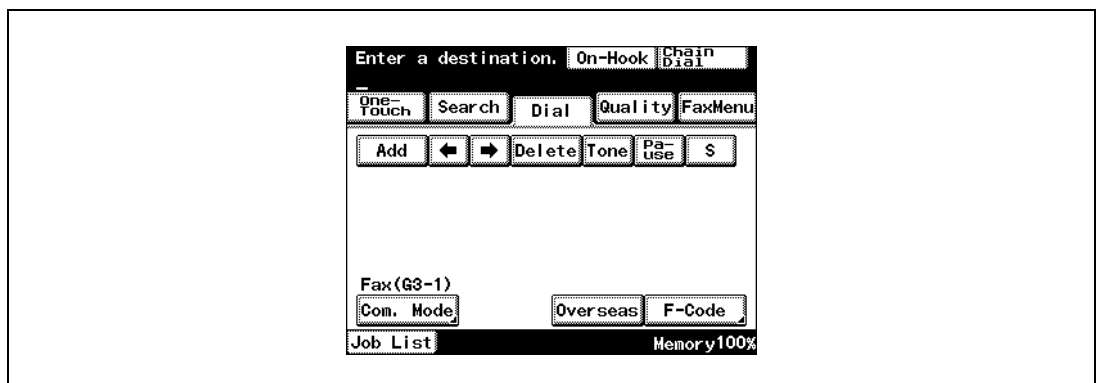 Enter a destination. On-Hook Chain Dial
One-Touch Search Dial Quality FaxMenu
Add ← → Delete Tone Pa-use S
Fax(G3-1)
Com. Mode Overseas F-Code
Job List Memory100%